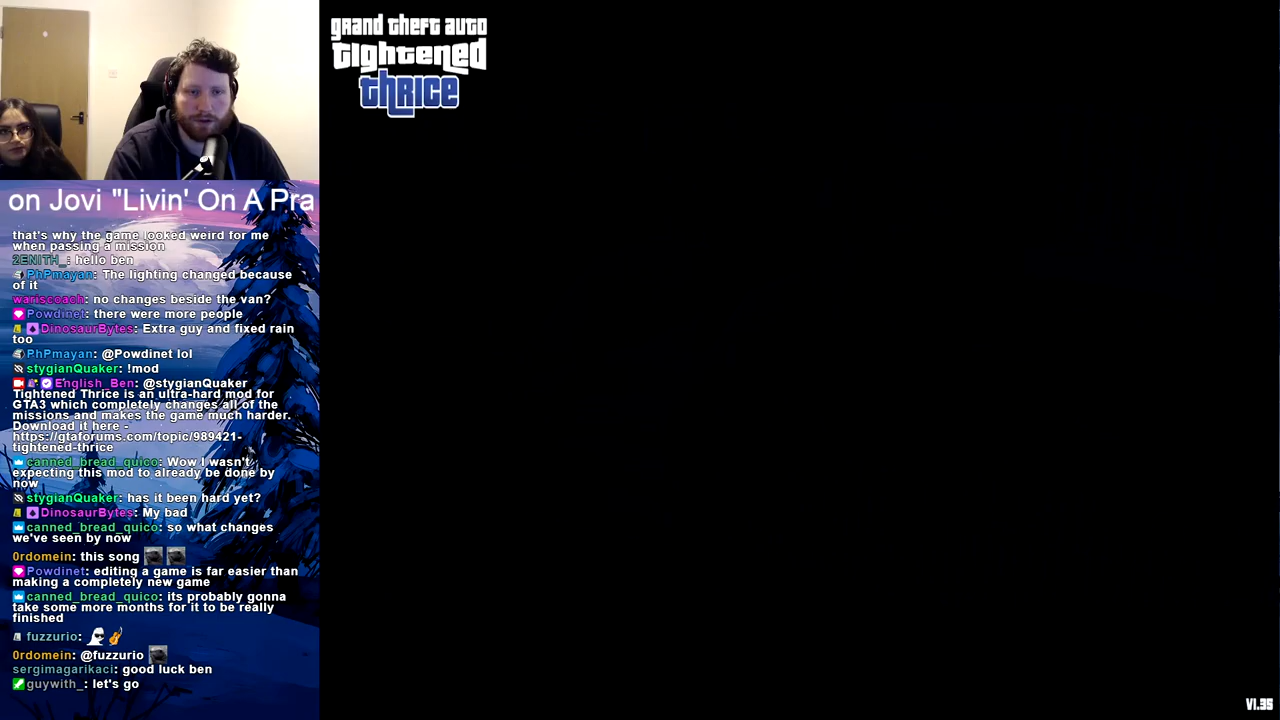 grand theft auto
tightened
thrice
on Jovi "Livin' On A Pra
that's why the game looked weird for me
when passing a mission
2ENITH_: hello ben
PhPmayan: The lighting changed because
of it
wariscoach: no changes beside the van?
Powdinet: there were more people
DinosaurBytes: Extra guy and fixed rain
too
PhPmayan: @Powdinet lol
stygianQuaker: !mod
English_Ben: @stygianQuaker
Tightened Thrice is an ultra-hard mod for
GTA3 which completely changes all of the
missions and makes the game much harder.
Download it here -
https://gtaforums.com/topic/989421-
tightened-thrice
canned_bread_quico: Wow I wasn't
expecting this mod to already be done by
now
stygianQuaker: has it been hard yet?
DinosaurBytes: My bad
canned_bread_quico: so what changes
we've seen by now
0rdomein: this song
Powdinet: editing a game is far easier than
making a completely new game
canned_bread_quico: its probably gonna
take some more months for it to be really
finished
fuzzurio:
0rdomein: @fuzzurio
sergimagarikaci: good luck ben
guywith_: let's go
V1.35